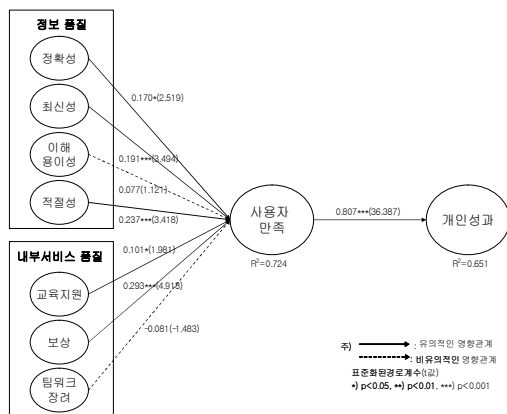 정보 품질
정확성
최신성
이해
용이성
적절성
0.170*(2.519)
0.191***(3.494)
0.077(1.121)
0.237***(3.418)
사용자
만족
R²=0.724
0.807***(36.387)
개인성과
R²=0.651
내부서비스 품질
교육지원
보상
팀워크
장려
0.101*(1.981)
0.293***(4.918)
-0.081(-1.483)
주) : 유의적인 영향관계
: 비유의적인 영향관계
표준화된경로계수(t값)
*) p<0.05, **) p<0.01, ***) p<0.001